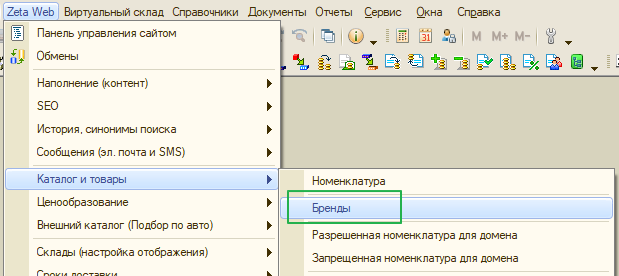 Zeta Web Виртуальный склад Справочники Документы Отчеты Сервис Окна Справка
Панель управления сайтом
Обмены
31 M M+ M−
Наполнение (контент)
SEO
История, синонимы поиска
Сообщения (эл. почта и SMS)
Каталог и товары
Номенклатура
Ценообразование
Бренды
Внешний каталог (Подбор по авто)
Разрешенная номенклатура для домена
Склады (настройка отображения)
Запрещенная номенклатура для домена
Сроки доставки